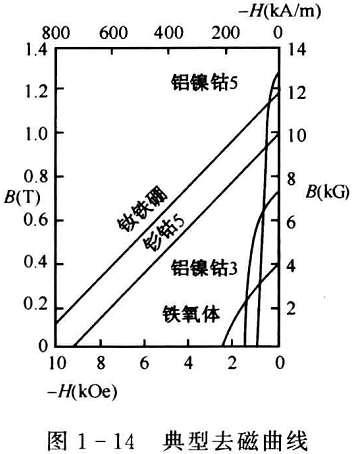 -H(kA/m)
800 600 400 200 0
1.4 14
铝镍钴5
1.2 12
1.0 10
钕铁硼
0.8 8
B(T) B(kG)
钐钴5
0.6 6
铝镍钴3
0.4 4
铁氧体
0.2 2
0
10 8 6 4 2 0
-H(kOe)
图 1-14 典型去磁曲线